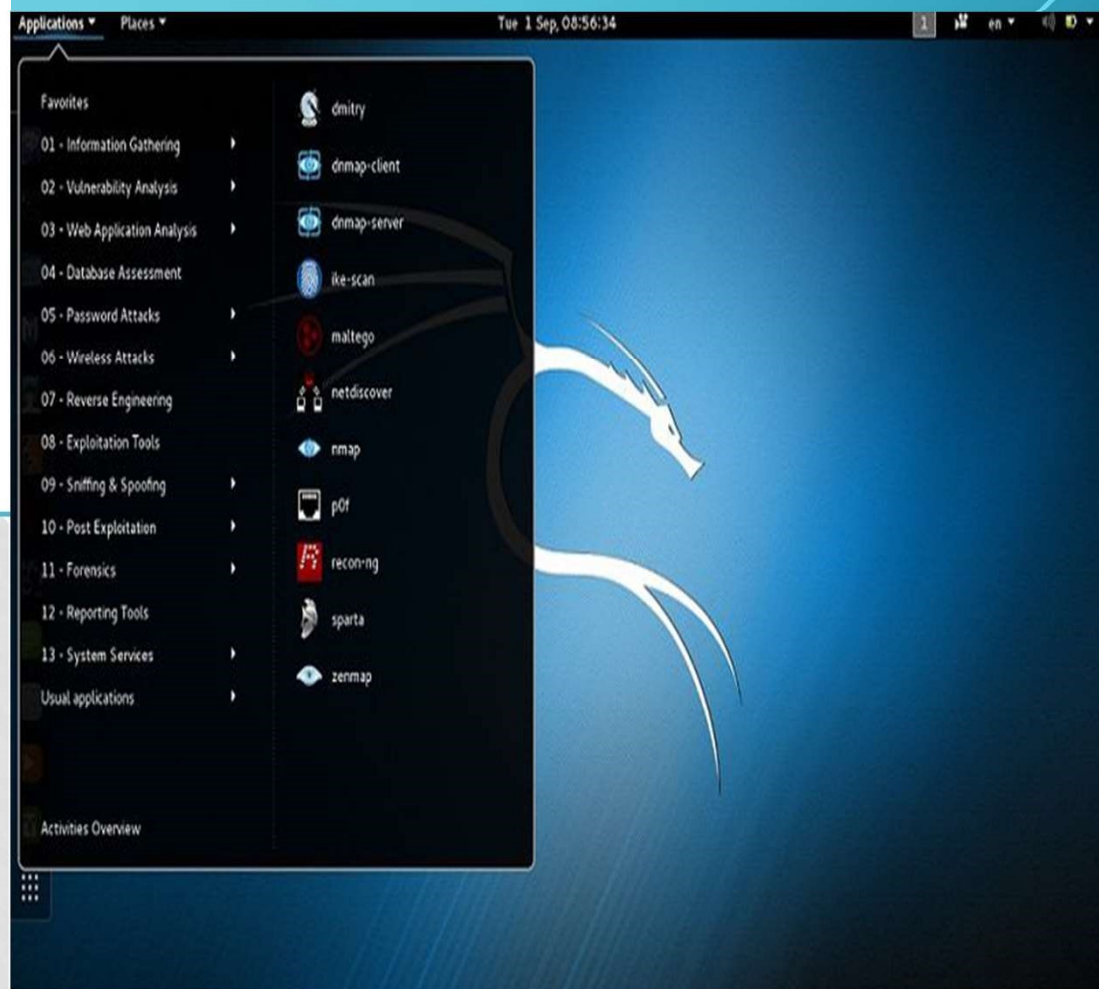 Applications Places Tue 1 Sep, 08:56:34 1 en
Favorites
01 - Information Gathering
02 - Vulnerability Analysis
03 - Web Application Analysis
04 - Database Assessment
05 - Password Attacks
06 - Wireless Attacks
07 - Reverse Engineering
08 - Exploitation Tools
09 - Sniffing & Spoofing
10 - Post Exploitation
11 - Forensics
12 - Reporting Tools
13 - System Services
Usual applications
Activities Overview
dmitry
dnmap-client
dnmap-server
ike-scan
maltego
netdiscover
nmap
p0f
recon-ng
sparta
zenmap